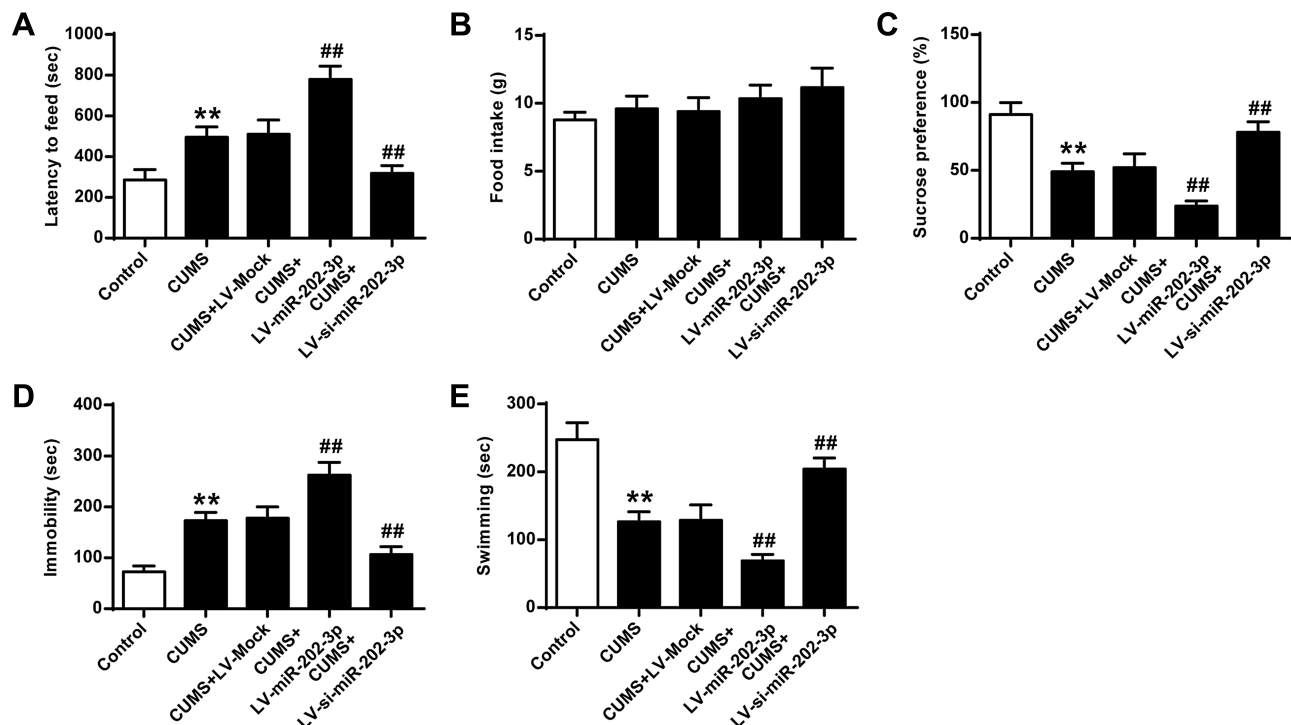 A
Latency to feed (sec)
1000
800
600
400
200
0
**
##
##
Control
CUMS
CUMS+LV-Mock
CUMS+
LV-miR-202-3p
CUMS+
LV-si-miR-202-3p
B
Food intake (g)
15
10
5
0
Control
CUMS
CUMS+LV-Mock
CUMS+
LV-miR-202-3p
CUMS+
LV-si-miR-202-3p
C
Sucrose preference (%)
150
100
50
0
**
##
##
Control
CUMS
CUMS+LV-Mock
CUMS+
LV-miR-202-3p
CUMS+
LV-si-miR-202-3p
D
Immobility (sec)
400
300
200
100
0
**
##
##
Control
CUMS
CUMS+LV-Mock
CUMS+
LV-miR-202-3p
CUMS+
LV-si-miR-202-3p
E
Swimming (sec)
300
200
100
0
**
##
##
Control
CUMS
CUMS+LV-Mock
CUMS+
LV-miR-202-3p
CUMS+
LV-si-miR-202-3p